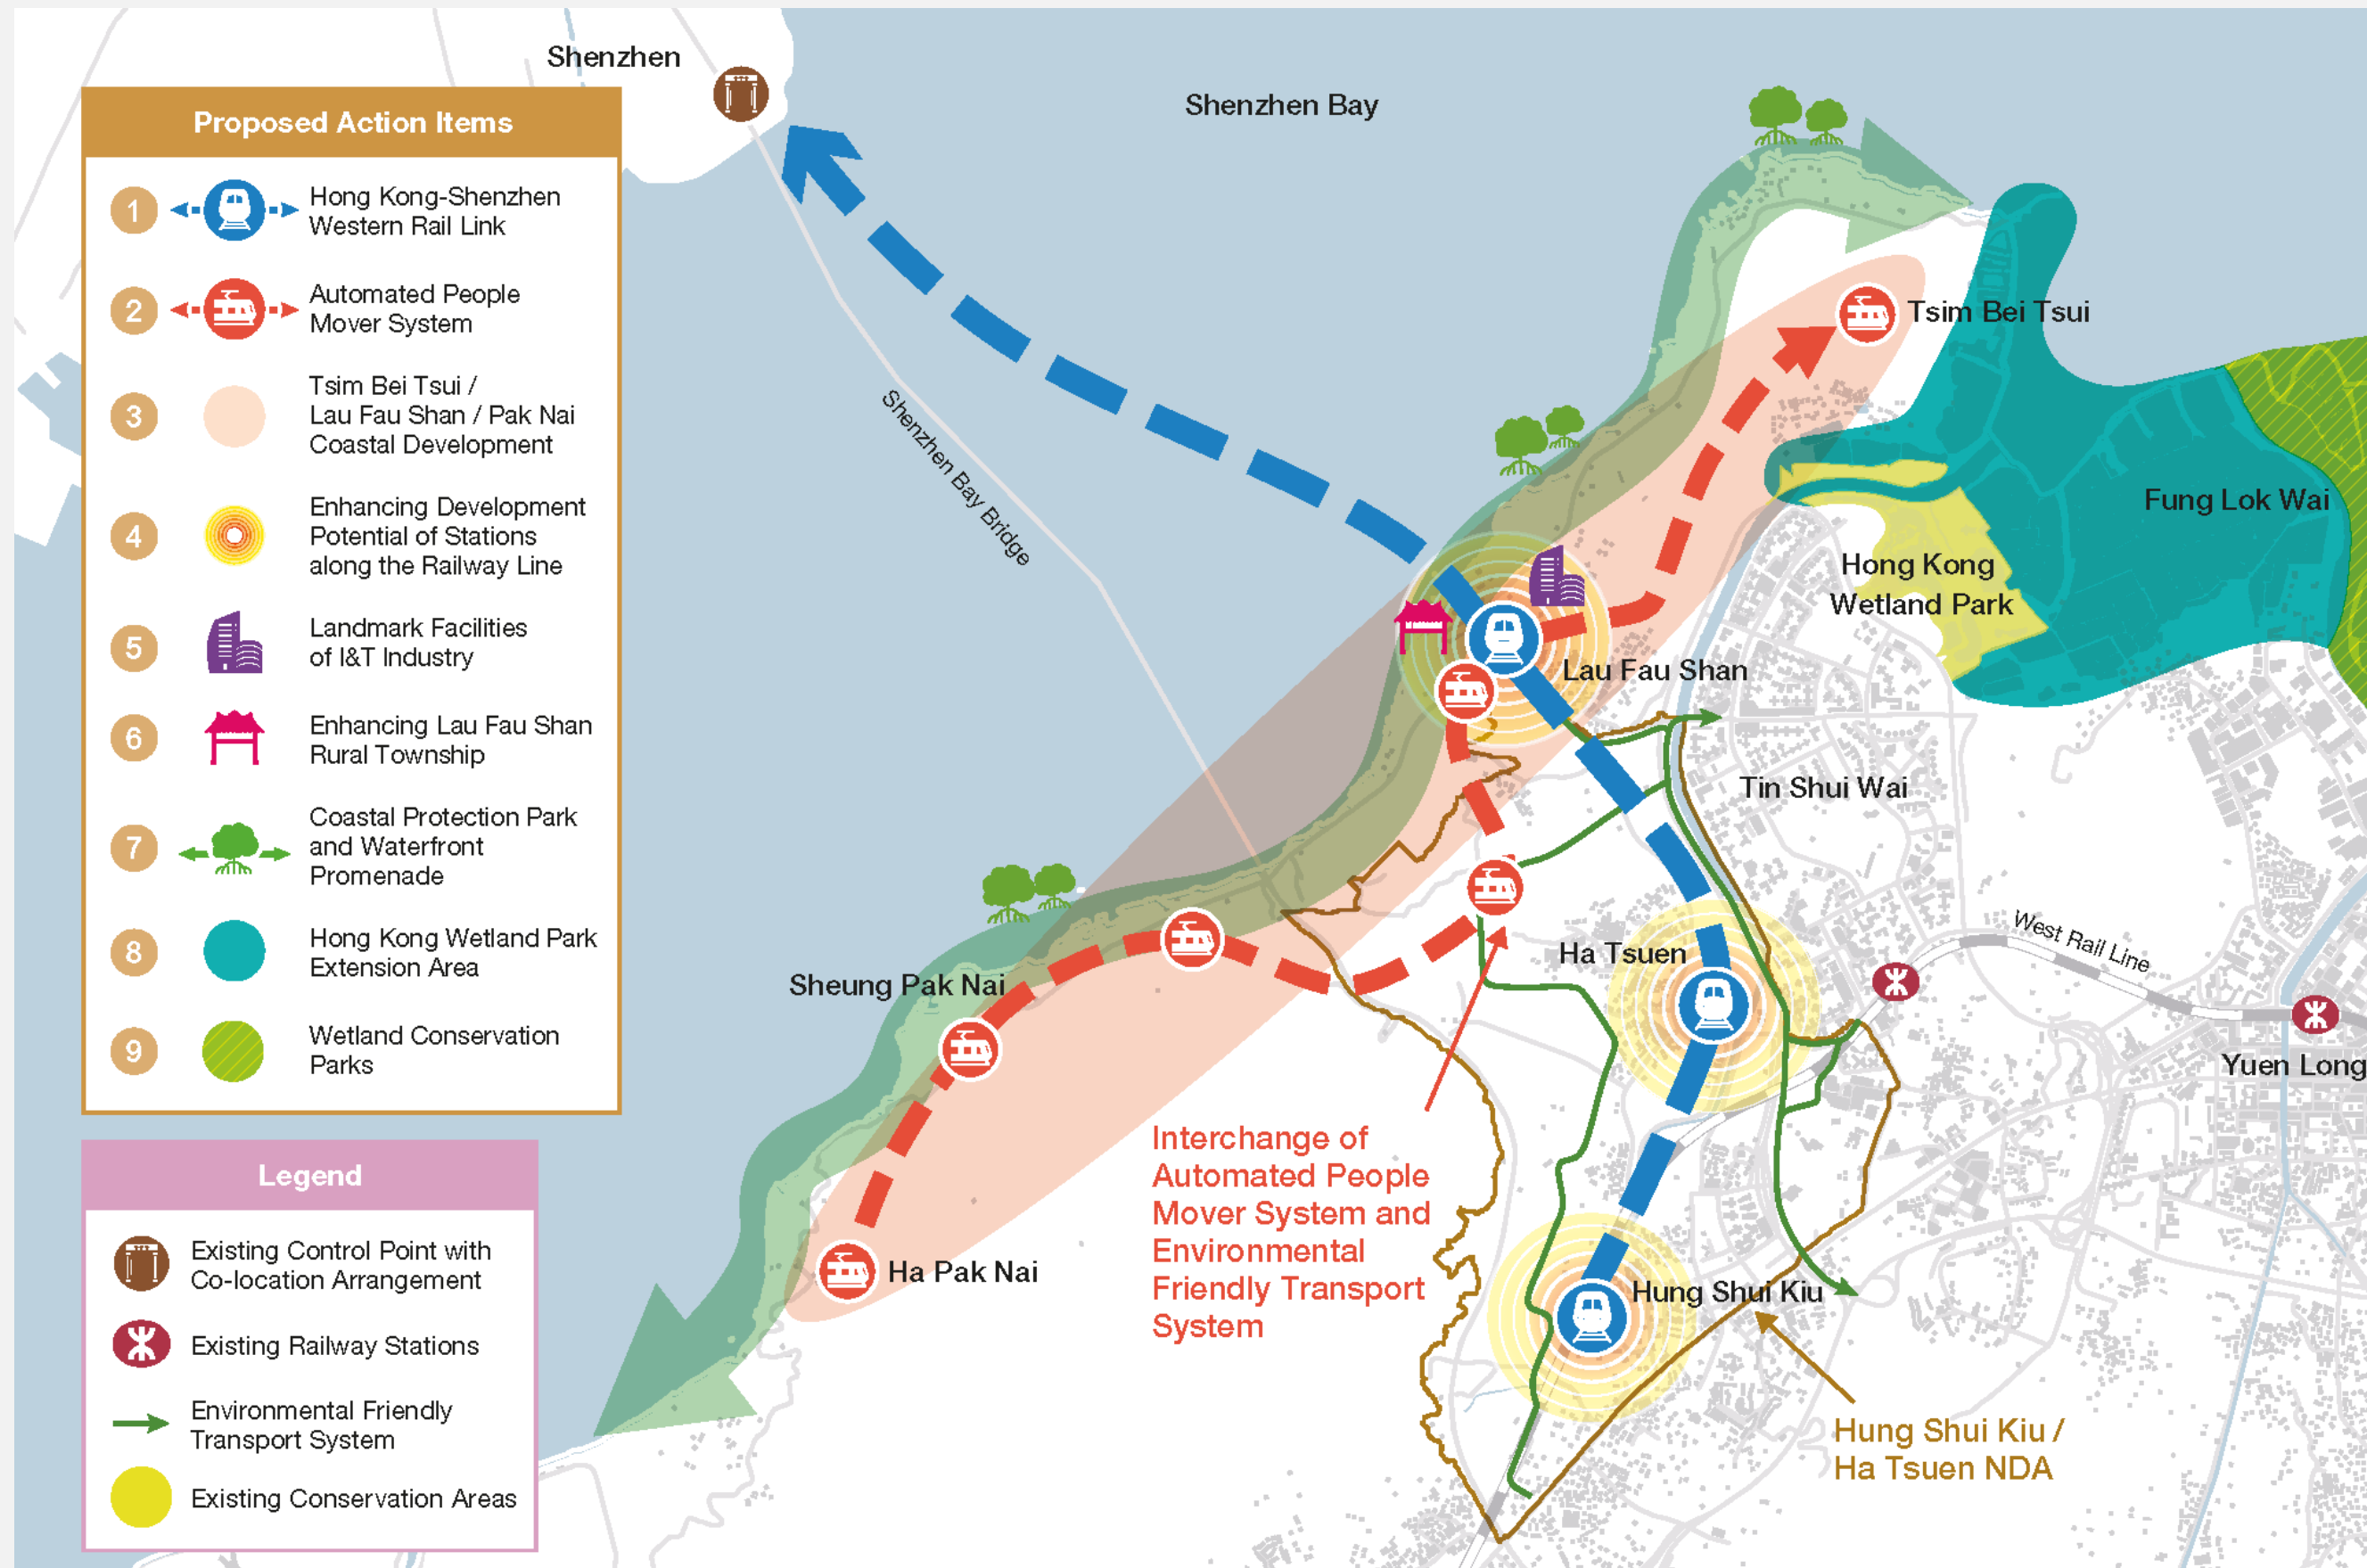 Proposed Action Items
1
Hong Kong-Shenzhen
Western Rail Link
2
Automated People
Mover System
3
Tsim Bei Tsui /
Lau Fau Shan / Pak Nai
Coastal Development
4
Enhancing Development
Potential of Stations
along the Railway Line
5
Landmark Facilities
of I&T Industry
6
Enhancing Lau Fau Shan
Rural Township
7
Coastal Protection Park
and Waterfront
Promenade
8
Hong Kong Wetland Park
Extension Area
9
Wetland Conservation
Parks
Legend
Existing Control Point with
Co-location Arrangement
Existing Railway Stations
Environmental Friendly
Transport System
Existing Conservation Areas
Shenzhen
Shenzhen Bay
Shenzhen Bay Bridge
Tsim Bei Tsui
Fung Lok Wai
Hong Kong
Wetland Park
Lau Fau Shan
Tin Shui Wai
West Rail Line
Ha Tsuen
Sheung Pak Nai
Yuen Long
Interchange of
Automated People
Mover System and
Environmental
Friendly Transport
System
Ha Pak Nai
Hung Shui Kiu
Hung Shui Kiu /
Ha Tsuen NDA